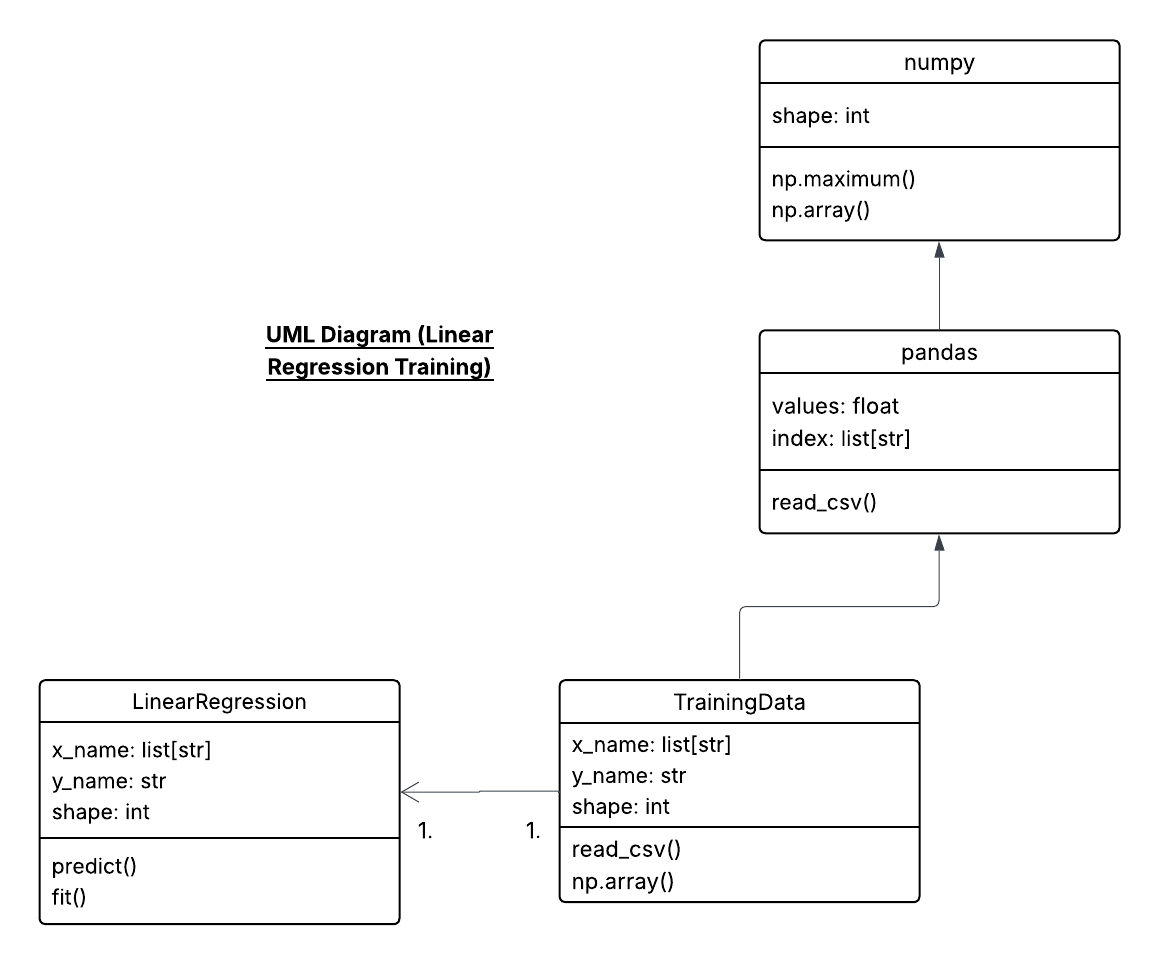 numpy
shape: int
np.maximum()
np.array()
UML Diagram (Linear
Regression Training)
pandas
values: float
index: list[str]
read_csv()
LinearRegression
x_name: list[str]
y_name: str
shape: int
predict()
fit()
1.
1.
TrainingData
x_name: list[str]
y_name: str
shape: int
read_csv()
np.array()